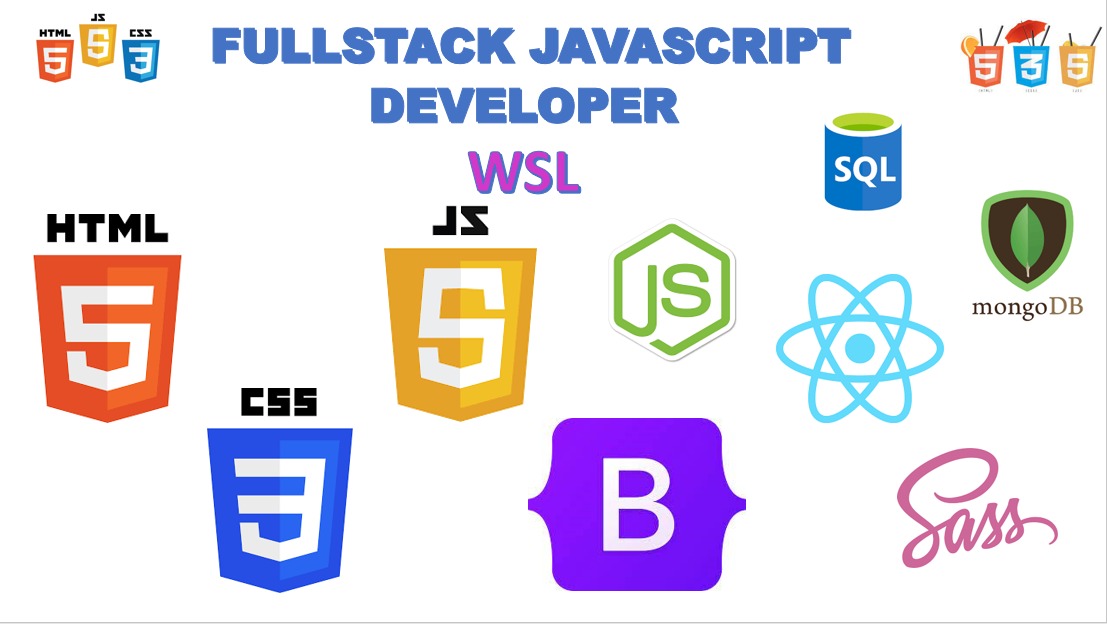 HTML JS CSS
5 5 3
FULLSTACK JAVASCRIPT
DEVELOPER
WSL
5 3 5
SQL
HTML
5
JS
5
JS
mongoDB
CSS
3
B
Sass